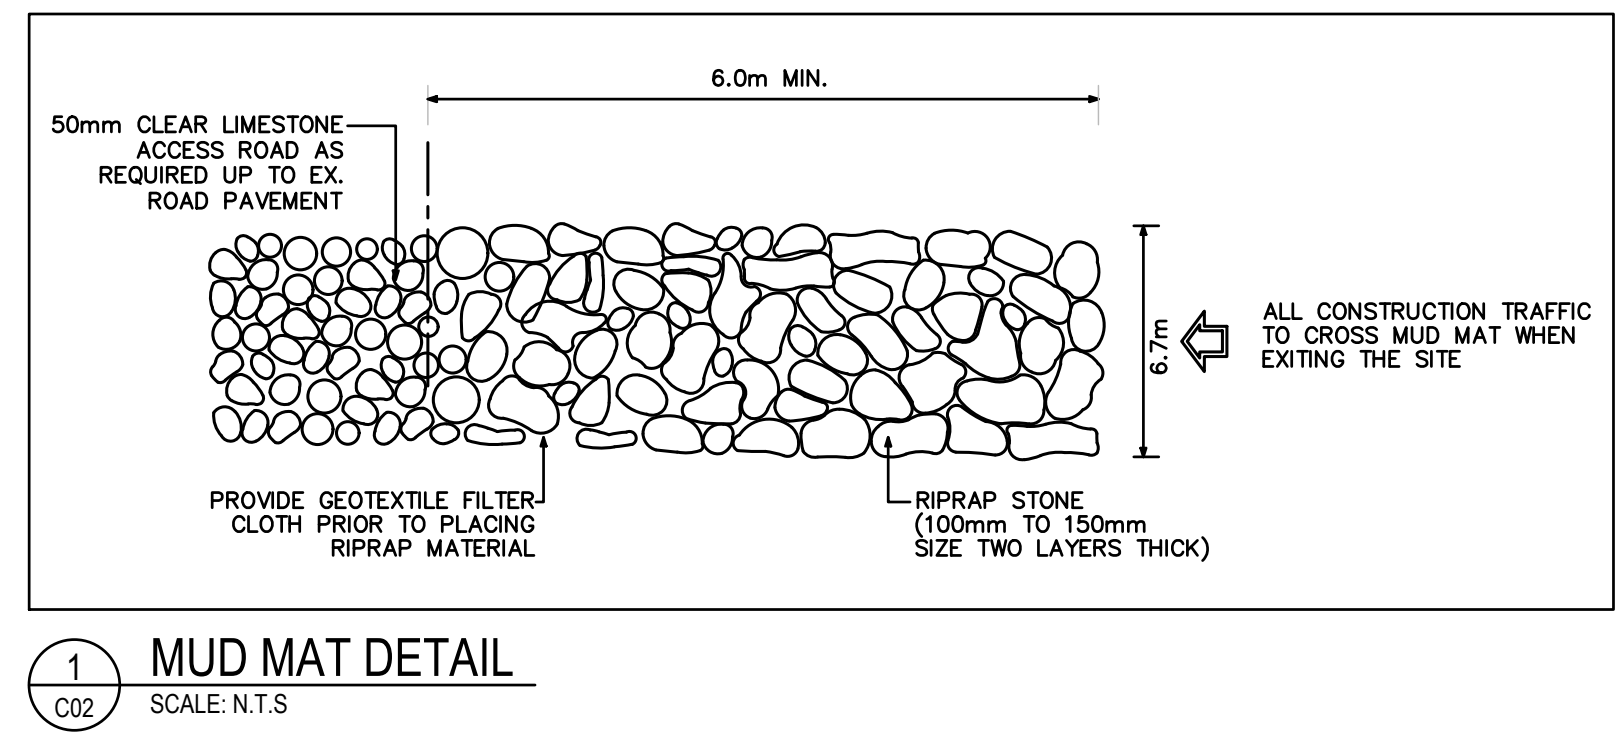 6.0m MIN.
50mm CLEAR LIMESTONE
ACCESS ROAD AS
REQUIRED UP TO EX.
ROAD PAVEMENT
6.7m
ALL CONSTRUCTION TRAFFIC
TO CROSS MUD MAT WHEN
EXITING THE SITE
PROVIDE GEOTEXTILE FILTER
CLOTH PRIOR TO PLACING
RIPRAP MATERIAL
RIPRAP STONE
(100mm TO 150mm
SIZE TWO LAYERS THICK)
1
C02
MUD MAT DETAIL
SCALE: N.T.S